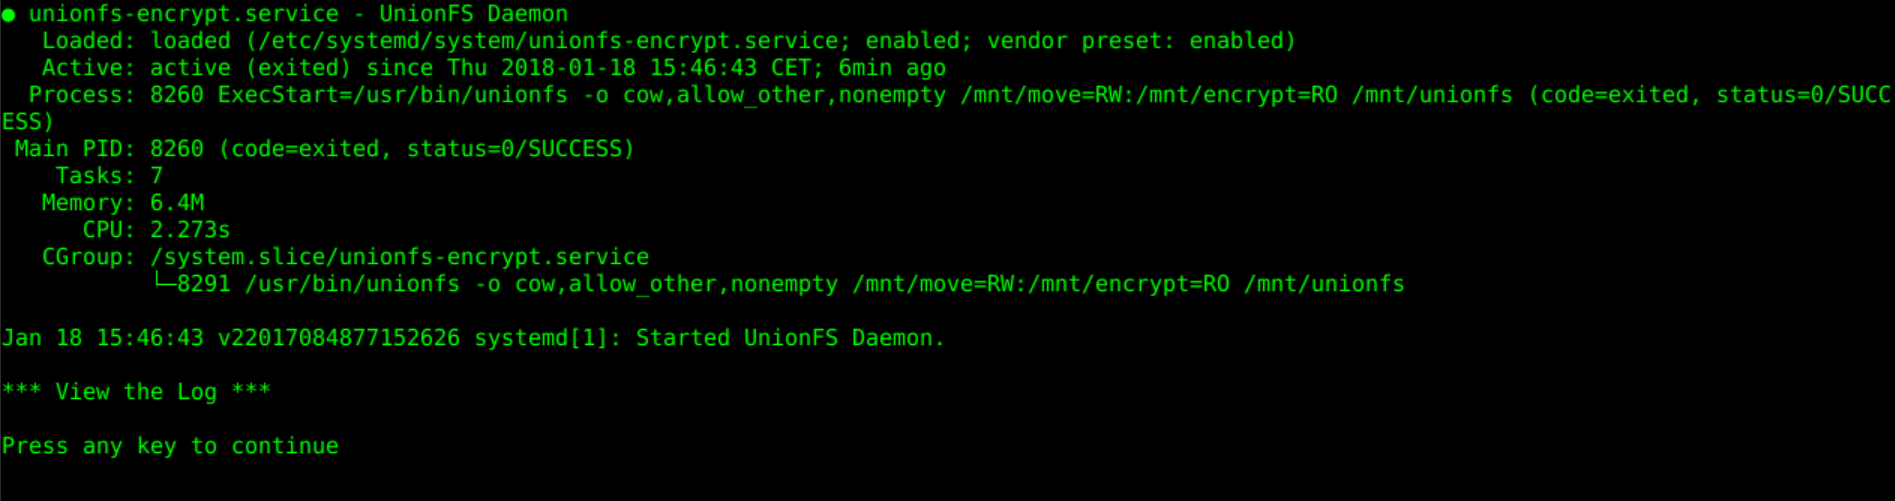 ● unionfs-encrypt.service - UnionFS Daemon
   Loaded: loaded (/etc/systemd/system/unionfs-encrypt.service; enabled; vendor preset: enabled)
   Active: active (exited) since Thu 2018-01-18 15:46:43 CET; 6min ago
  Process: 8260 ExecStart=/usr/bin/unionfs -o cow,allow_other,nonempty /mnt/move=RW:/mnt/encrypt=RO /mnt/unionfs (code=exited, status=0/SUCC
ESS)
 Main PID: 8260 (code=exited, status=0/SUCCESS)
    Tasks: 7
   Memory: 6.4M
      CPU: 2.273s
   CGroup: /system.slice/unionfs-encrypt.service
           └─8291 /usr/bin/unionfs -o cow,allow_other,nonempty /mnt/move=RW:/mnt/encrypt=RO /mnt/unionfs
Jan 18 15:46:43 v22017084877152626 systemd[1]: Started UnionFS Daemon.
*** View the Log ***
Press any key to continue